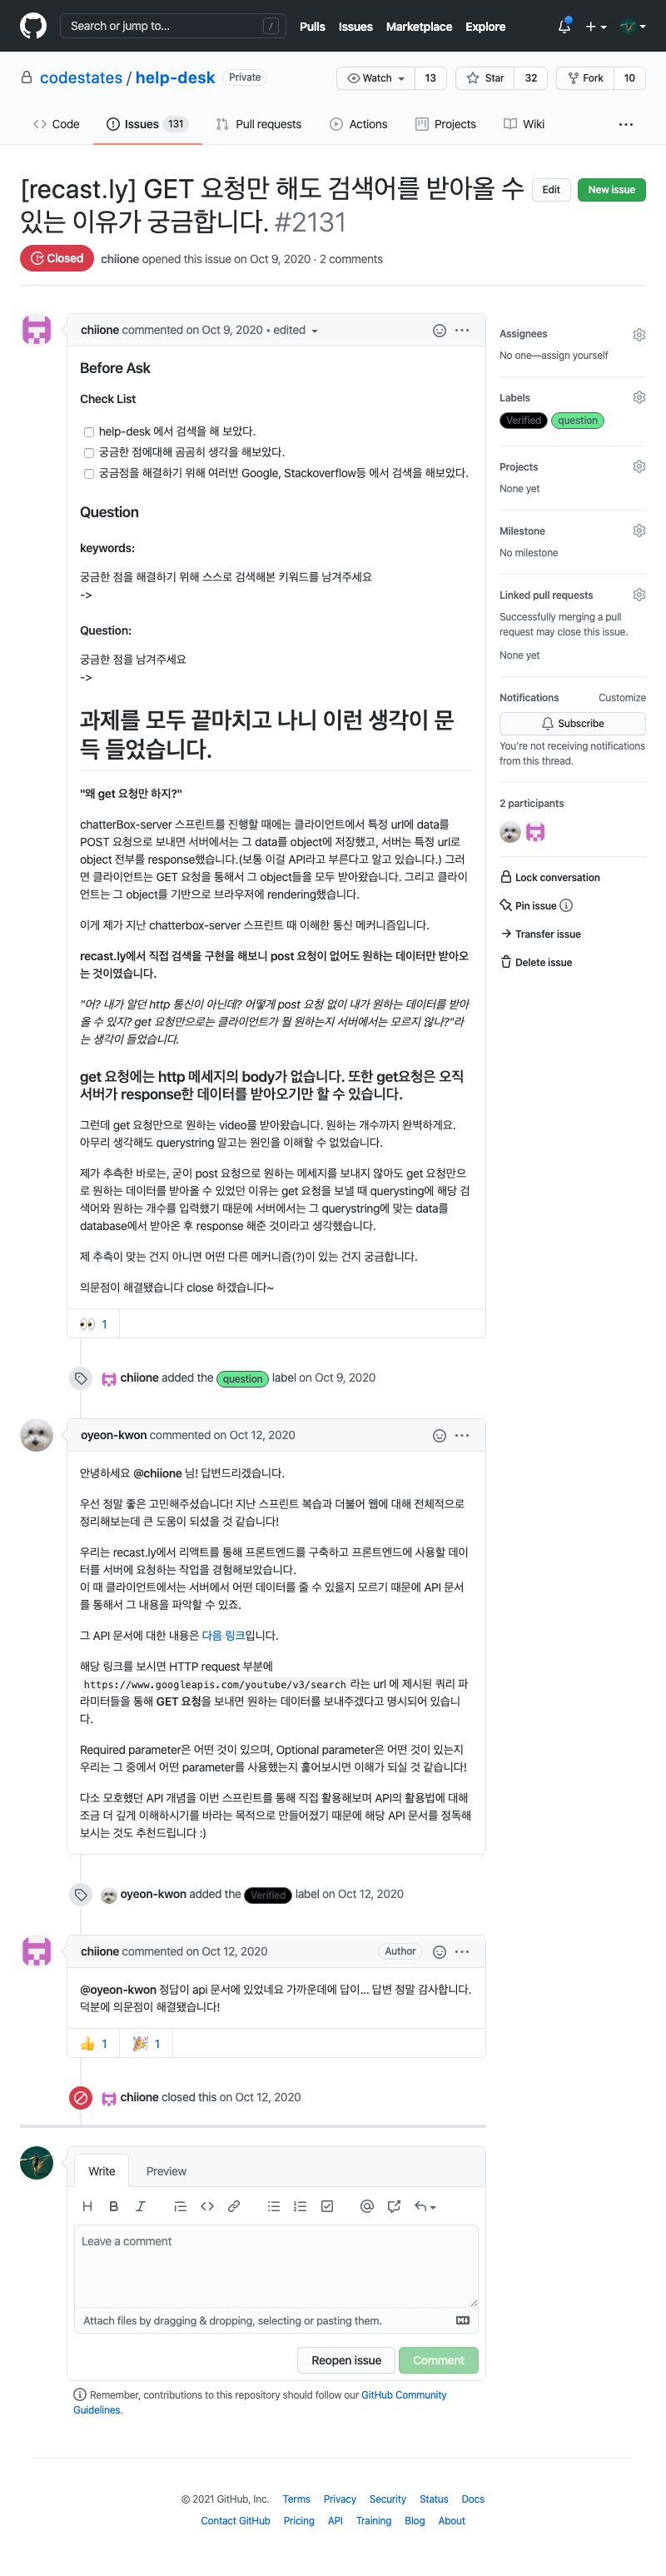 Search or jump to... /
Pulls Issues Marketplace Explore
codestates / help-desk Private
Watch 13 Star 32 Fork 10
Code Issues 131 Pull requests Actions Projects Wiki
[recast.ly] GET 요청만 해도 검색어를 받아올 수
있는 이유가 궁금합니다. #2131
Edit New issue
Closed chiione opened this issue on Oct 9, 2020 · 2 comments
chiione commented on Oct 9, 2020 • edited
Before Ask
Check List
help-desk 에서 검색을 해 보았다.
궁금한 점에대해 곰곰히 생각을 해보았다.
궁금점을 해결하기 위해 여러번 Google, Stackoverflow등 에서 검색을 해보았다.
Question
keywords:
궁금한 점을 해결하기 위해 스스로 검색해본 키워드를 남겨주세요
->
Question:
궁금한 점을 남겨주세요
->
과제를 모두 끝마치고 나니 이런 생각이 문
득 들었습니다.
"왜 get 요청만 하지?"
chatterBox-server 스프린트를 진행할 때에는 클라이언트에서 특정 url에 data를
POST 요청으로 보내면 서버에서는 그 data를 object에 저장했고, 서버는 특정 url로
object 전부를 response했습니다.(보통 이걸 API라고 부른다고 알고 있습니다.) 그러
면 클라이언트는 GET 요청을 통해서 그 object들을 모두 받아왔습니다. 그리고 클라이
언트는 그 object를 기반으로 브라우저에 rendering했습니다.
이게 제가 지난 chatterbox-server 스프린트 때 이해한 통신 메커니즘입니다.
recast.ly에서 직접 검색을 구현을 해보니 post 요청이 없어도 원하는 데이터만 받아오
는 것이였습니다.
"어? 내가 알던 http 통신이 아닌데? 어떻게 post 요청 없이 내가 원하는 데이터를 받아
올 수 있지? get 요청만으로는 클라이언트가 뭘 원하는지 서버에서는 모르지 않나?"라
는 생각이 들었습니다.
get 요청에는 http 메세지의 body가 없습니다. 또한 get요청은 오직
서버가 response한 데이터를 받아오기만 할 수 있습니다.
그런데 get 요청만으로 원하는 video를 받아왔습니다. 원하는 개수까지 완벽하게요.
아무리 생각해도 querystring 말고는 원인을 이해할 수 없었습니다.
제가 추측한 바로는, 굳이 post 요청으로 원하는 메세지를 보내지 않아도 get 요청만으
로 원하는 데이터를 받아올 수 있었던 이유는 get 요청을 보낼 때 querysting에 해당 검
색어와 원하는 개수를 입력했기 때문에 서버에서는 그 querystring에 맞는 data를
database에서 받아온 후 response 해준 것이라고 생각했습니다.
제 추측이 맞는 건지 아니면 어떤 다른 메커니즘(?)이 있는 건지 궁금합니다.
의문점이 해결됐습니다 close 하겠습니다~
1
chiione added the question label on Oct 9, 2020
oyeon-kwon commented on Oct 12, 2020
안녕하세요 @chiione 님! 답변드리겠습니다.
우선 정말 좋은 고민해주셨습니다! 지난 스프린트 복습과 더불어 웹에 대해 전체적으로
정리해보는데 큰 도움이 되셨을 것 같습니다!
우리는 recast.ly에서 리액트를 통해 프론트엔드를 구축하고 프론트엔드에 사용할 데이
터를 서버에 요청하는 작업을 경험해보았습니다.
이 때 클라이언트에서는 서버에서 어떤 데이터를 줄 수 있을지 모르기 때문에 API 문서
를 통해서 그 내용을 파악할 수 있죠.
그 API 문서에 대한 내용은 다음 링크입니다.
해당 링크를 보시면 HTTP request 부분에
https://www.googleapis.com/youtube/v3/search 라는 url 에 제시된 쿼리 파
라미터들을 통해 GET 요청을 보내면 원하는 데이터를 보내주겠다고 명시되어 있습니
다.
Required parameter은 어떤 것이 있으며, Optional parameter은 어떤 것이 있는지
우리는 그 중에서 어떤 parameter를 사용했는지 훑어보시면 이해가 되실 것 같습니다!
다소 모호했던 API 개념을 이번 스프린트를 통해 직접 활용해보며 API의 활용법에 대해
조금 더 깊게 이해하시기를 바라는 목적으로 만들어졌기 때문에 해당 API 문서를 정독해
보시는 것도 추천드립니다 :)
oyeon-kwon added the Verified label on Oct 12, 2020
chiione commented on Oct 12, 2020 Author
@oyeon-kwon 정답이 api 문서에 있었네요 가까운데에 답이... 답변 정말 감사합니다.
덕분에 의문점이 해결됐습니다!
1 1
chiione closed this on Oct 12, 2020
Write Preview
Leave a comment
Attach files by dragging & dropping, selecting or pasting them.
Reopen issue Comment
Remember, contributions to this repository should follow our GitHub Community
Guidelines.
Assignees
No one—assign yourself
Labels
Verified question
Projects
None yet
Milestone
No milestone
Linked pull requests
Successfully merging a pull
request may close this issue.
None yet
Notifications Customize
Subscribe
You're not receiving notifications
from this thread.
2 participants
Lock conversation
Pin issue
Transfer issue
Delete issue
© 2021 GitHub, Inc. Terms Privacy Security Status Docs
Contact GitHub Pricing API Training Blog About